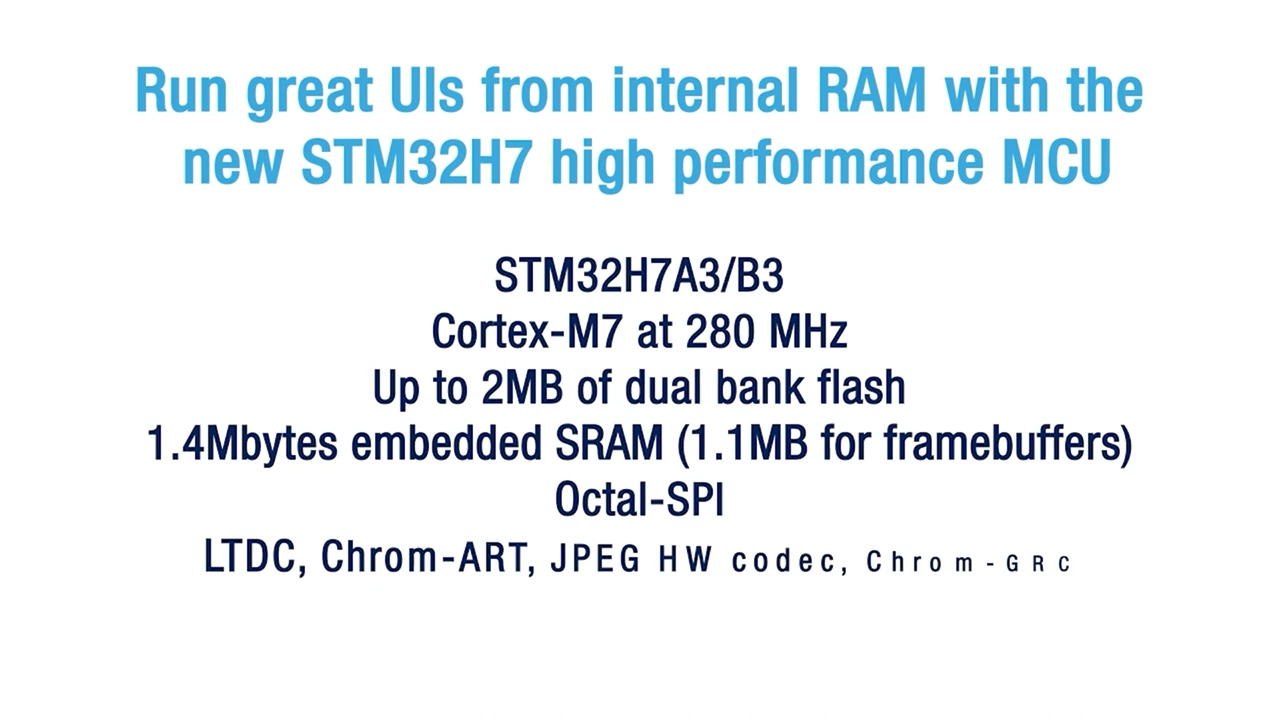 Run great UIs from internal RAM with the
new STM32H7 high performance MCU
STM32H7A3/B3
Cortex-M7 at 280 MHz
Up to 2MB of dual bank flash
1.4Mbytes embedded SRAM (1.1MB for framebuffers)
Octal-SPI
LTDC, Chrom-ART, JPEG HW codec, Chrom-GRC